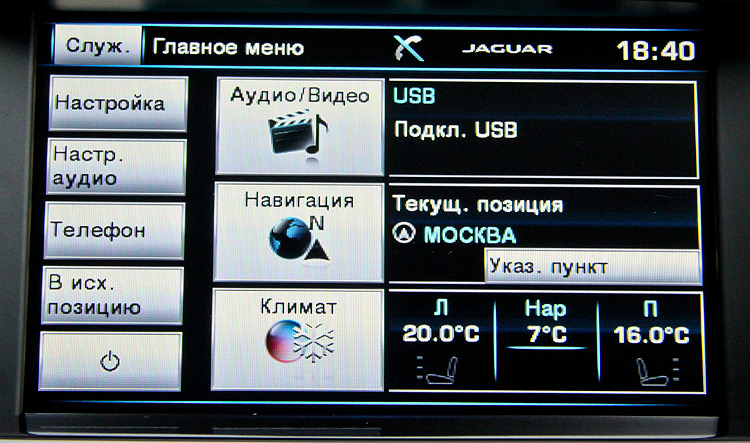 Служ.
Главное меню
JAGUAR
18:40
Настройка
Настр.
аудио
Телефон
В исх.
позицию
Аудио/Видео
Навигация
N
Климат
USB
Подкл. USB
Текущ. позиция
МОСКВА
Указ. пункт
Л Нар П
20.0°C 7°C 16.0°C